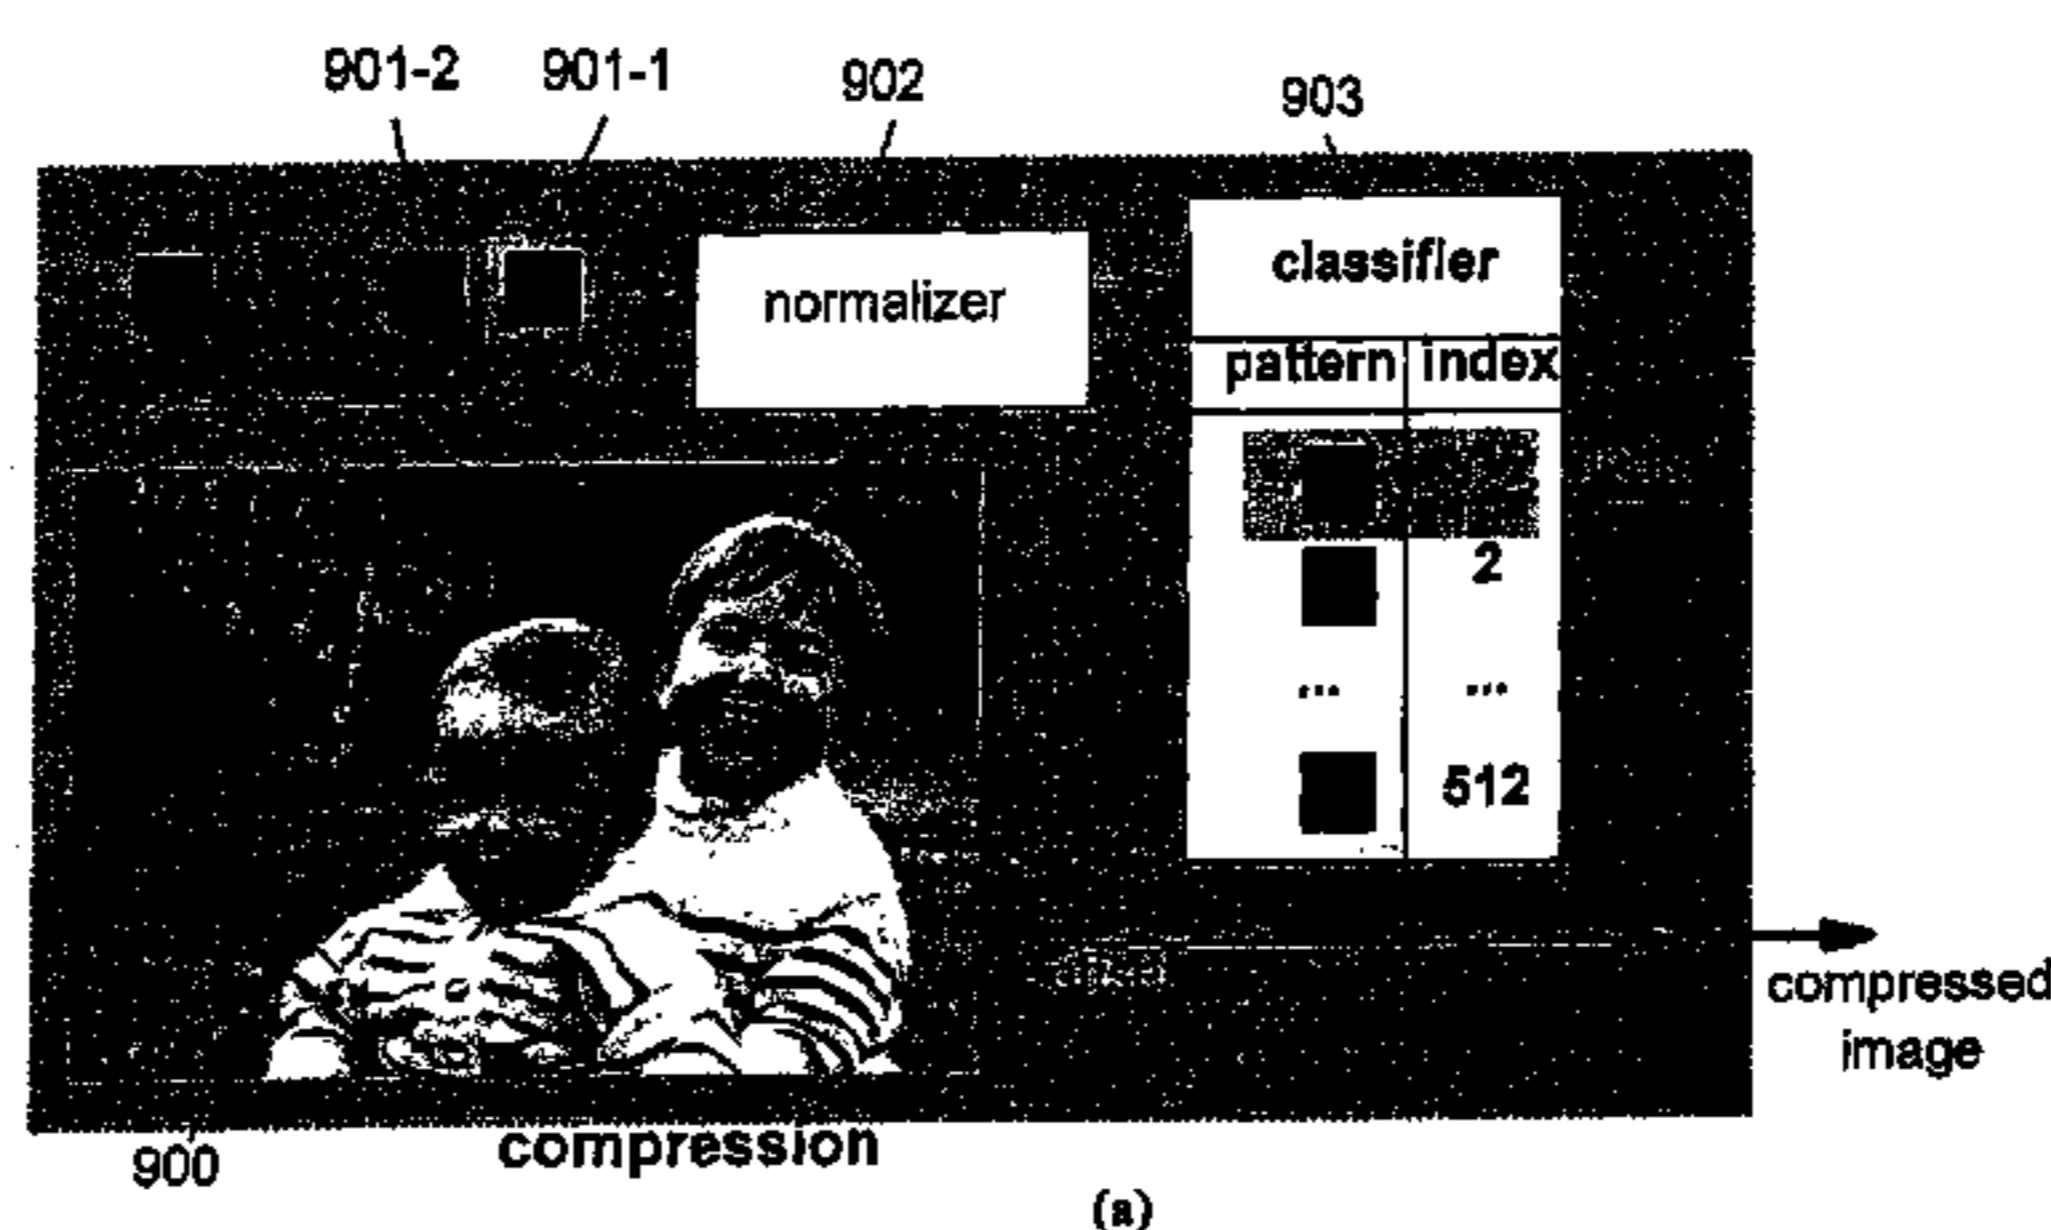 901-2 901-1 902 903
normalizer
classifier
pattern index
2
... ...
512
compressed
image
900
compression
(a)